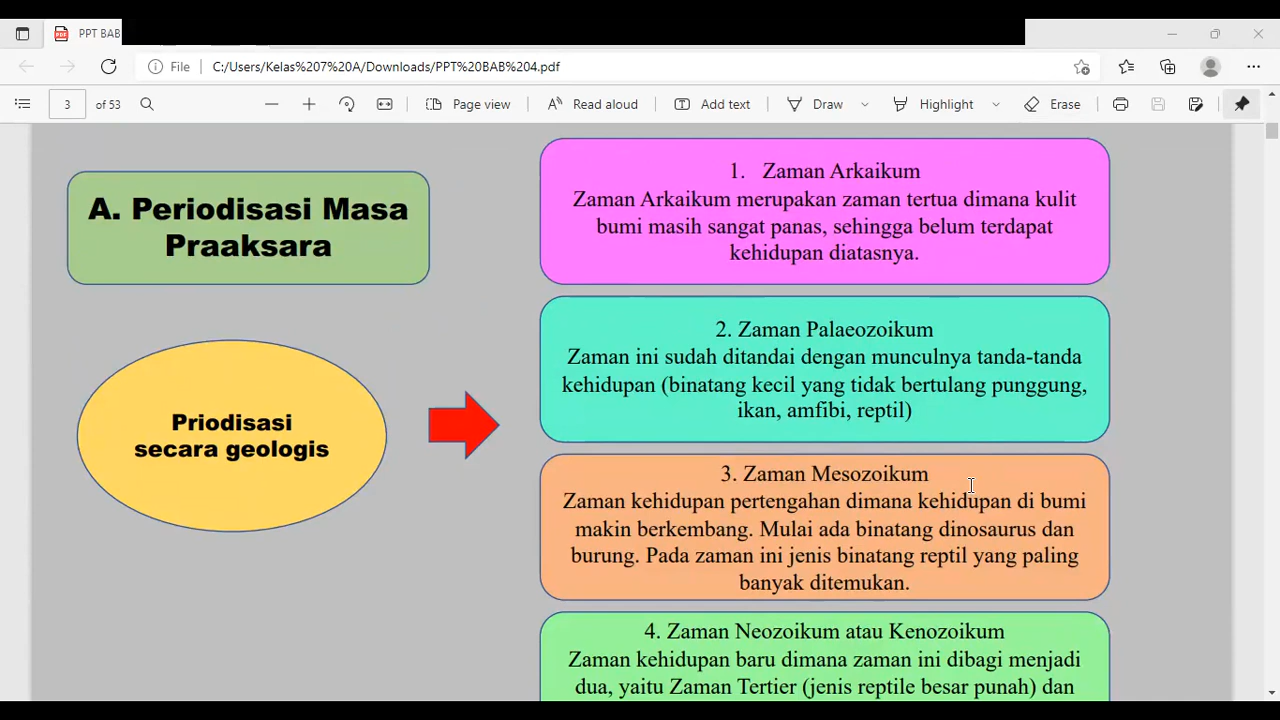 PPT BAB
File
C:/Users/Kelas%207%20A/Downloads/PPT%20BAB%204.pdf
3 of 53
Page view
Read aloud
Add text
Draw
Highlight
Erase
A. Periodisasi Masa
Praaksara
Priodisasi
secara geologis
1. Zaman Arkaikum
Zaman Arkaikum merupakan zaman tertua dimana kulit
bumi masih sangat panas, sehingga belum terdapat
kehidupan diatasnya.
2. Zaman Palaeozoikum
Zaman ini sudah ditandai dengan munculnya tanda-tanda
kehidupan (binatang kecil yang tidak bertulang punggung,
ikan, amfibi, reptil)
3. Zaman Mesozoikum
Zaman kehidupan pertengahan dimana kehidupan di bumi
makin berkembang. Mulai ada binatang dinosaurus dan
burung. Pada zaman ini jenis binatang reptil yang paling
banyak ditemukan.
4. Zaman Neozoikum atau Kenozoikum
Zaman kehidupan baru dimana zaman ini dibagi menjadi
dua, yaitu Zaman Tertier (jenis reptile besar punah) dan